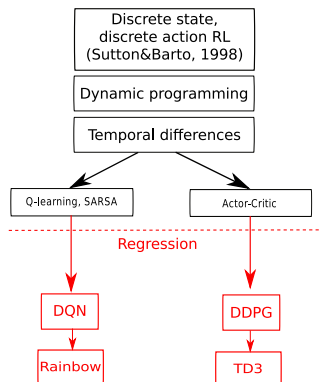 Discrete state,
discrete action RL
(Sutton&Barto, 1998)
Dynamic programming
Temporal differences
Q-learning, SARSA
Actor-Critic
Regression
DQN
DDPG
Rainbow
TD3